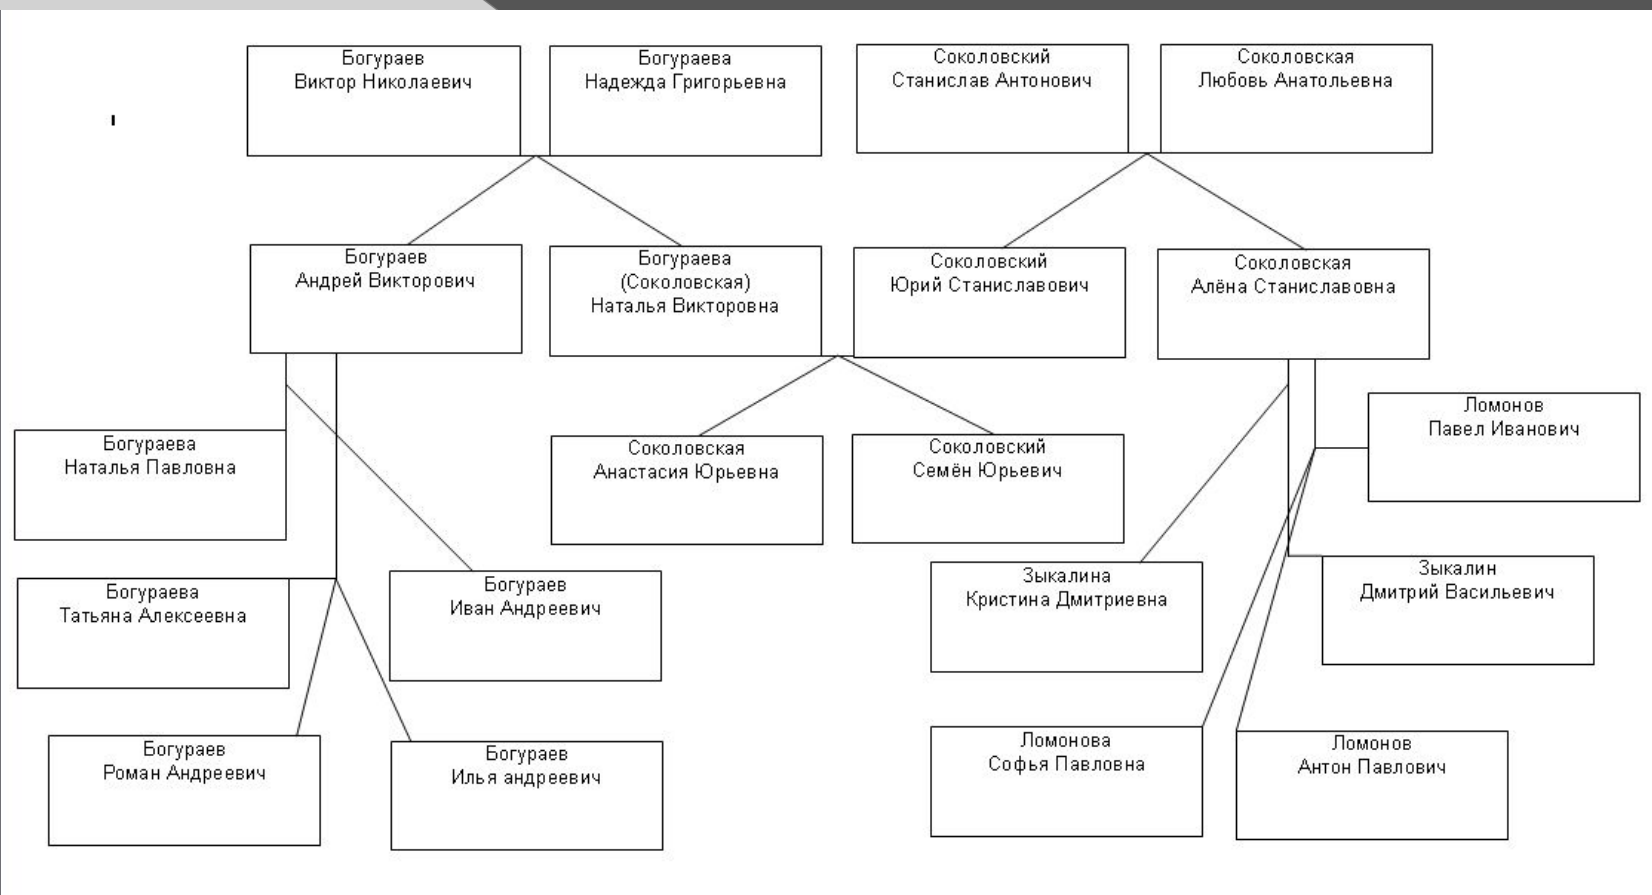 Богураев
Виктор Николаевич
Богураева
Надежда Григорьевна
Соколовский
Станислав Антонович
Соколовская
Любовь Анатольевна
Богураев
Андрей Викторович
Богураева
(Соколовская)
Наталья Викторовна
Соколовский
Юрий Станиславович
Соколовская
Алёна Станиславовна
Ломонов
Павел Иванович
Богураева
Наталья Павловна
Соколовская
Анастасия Юрьевна
Соколовский
Семён Юрьевич
Богураева
Татьяна Алексеевна
Богураев
Иван Андреевич
Зыкалина
Кристина Дмитриевна
Зыкалин
Дмитрий Васильевич
Богураев
Роман Андреевич
Богураев
Илья андреевич
Ломонова
Софья Павловна
Ломонов
Антон Павлович